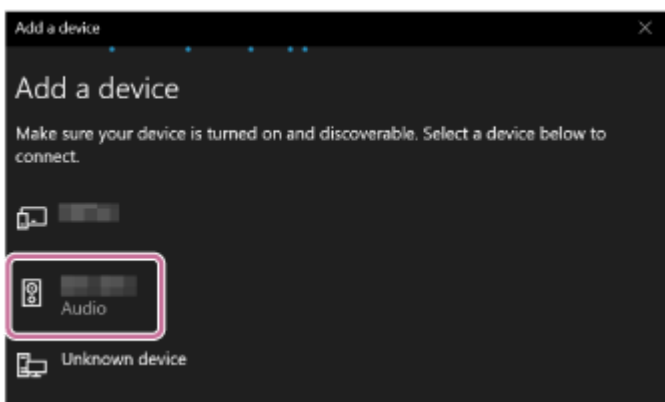 Add a device
Add a device
Make sure your device is turned on and discoverable. Select a device below to
connect.
Audio
Unknown device